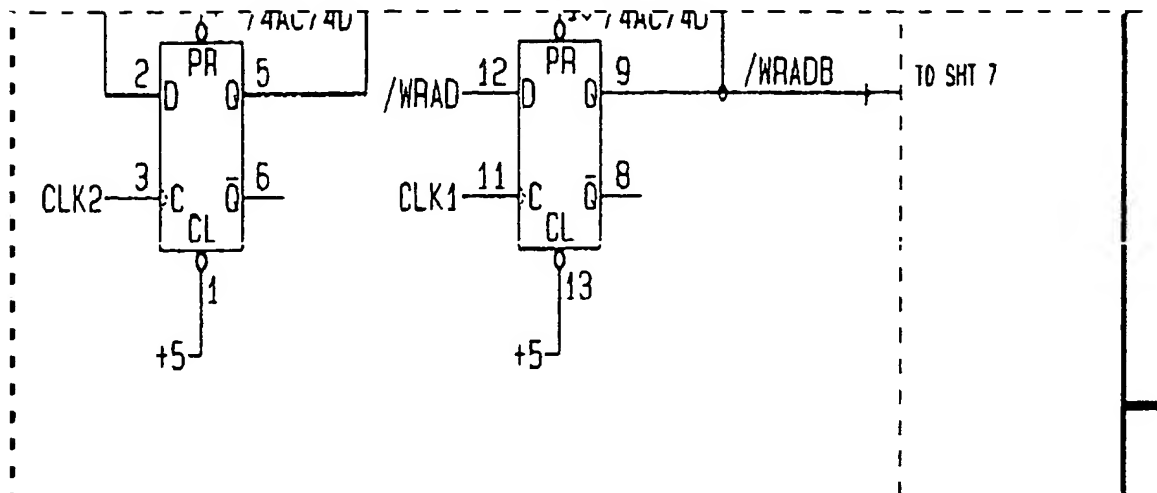 74AC74D 74AC74D
PR PR
2 D Q 5 /WRAD 12 D Q 9 /WRADB TO SHT 7
CLK2 3 C Q̅ 6 CLK1 11 C Q̅ 8
CL CL
1 13
+5 +5